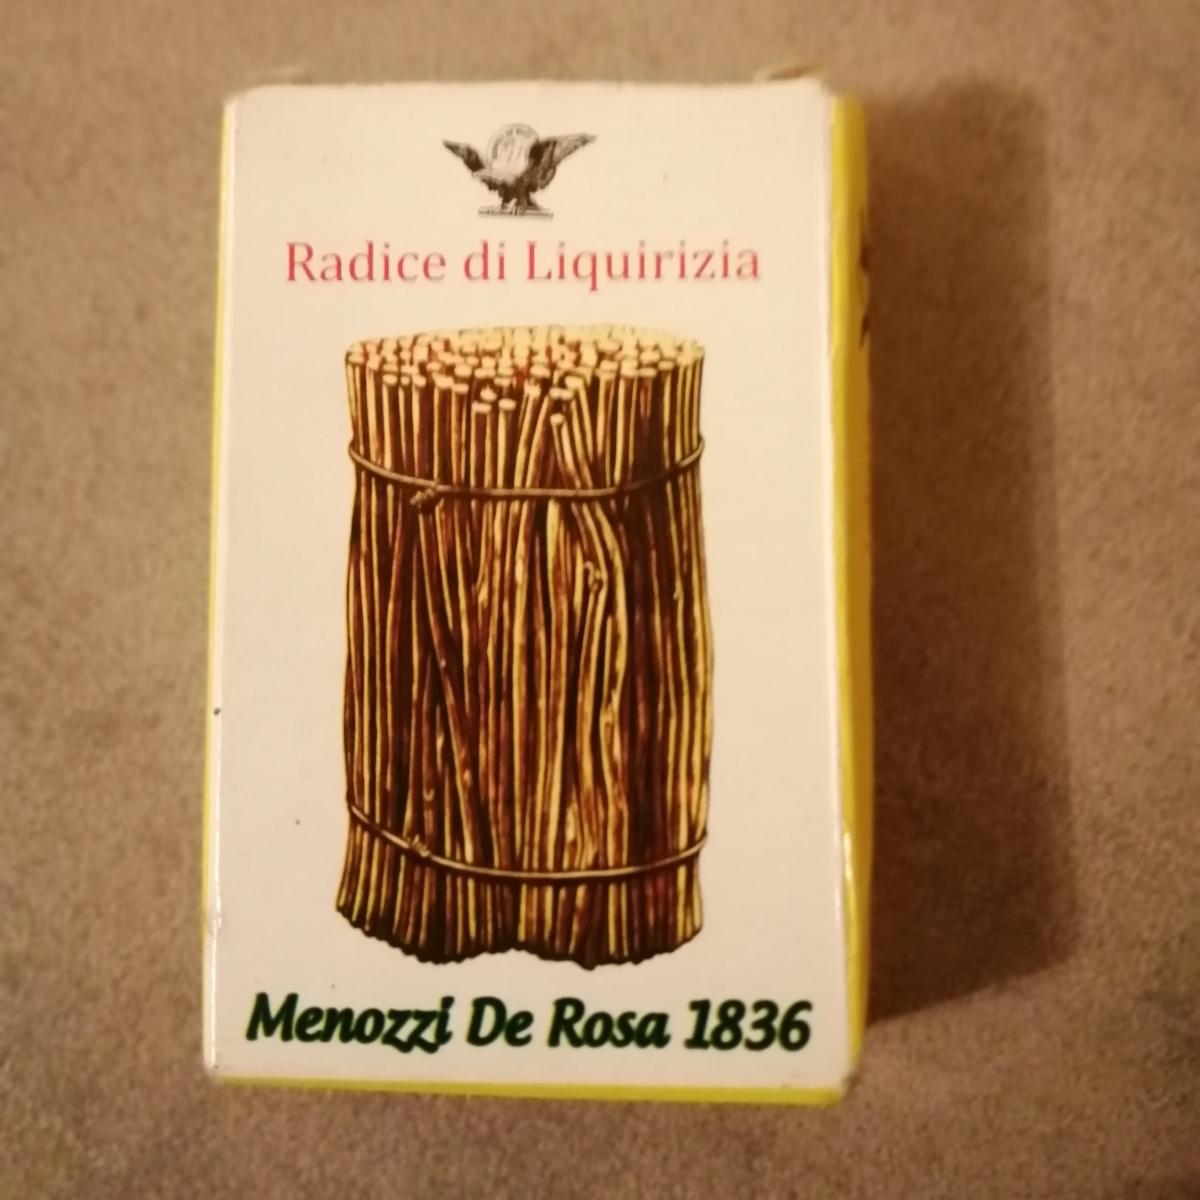 Radice di Liquirizia
Menozzi De Rosa 1836